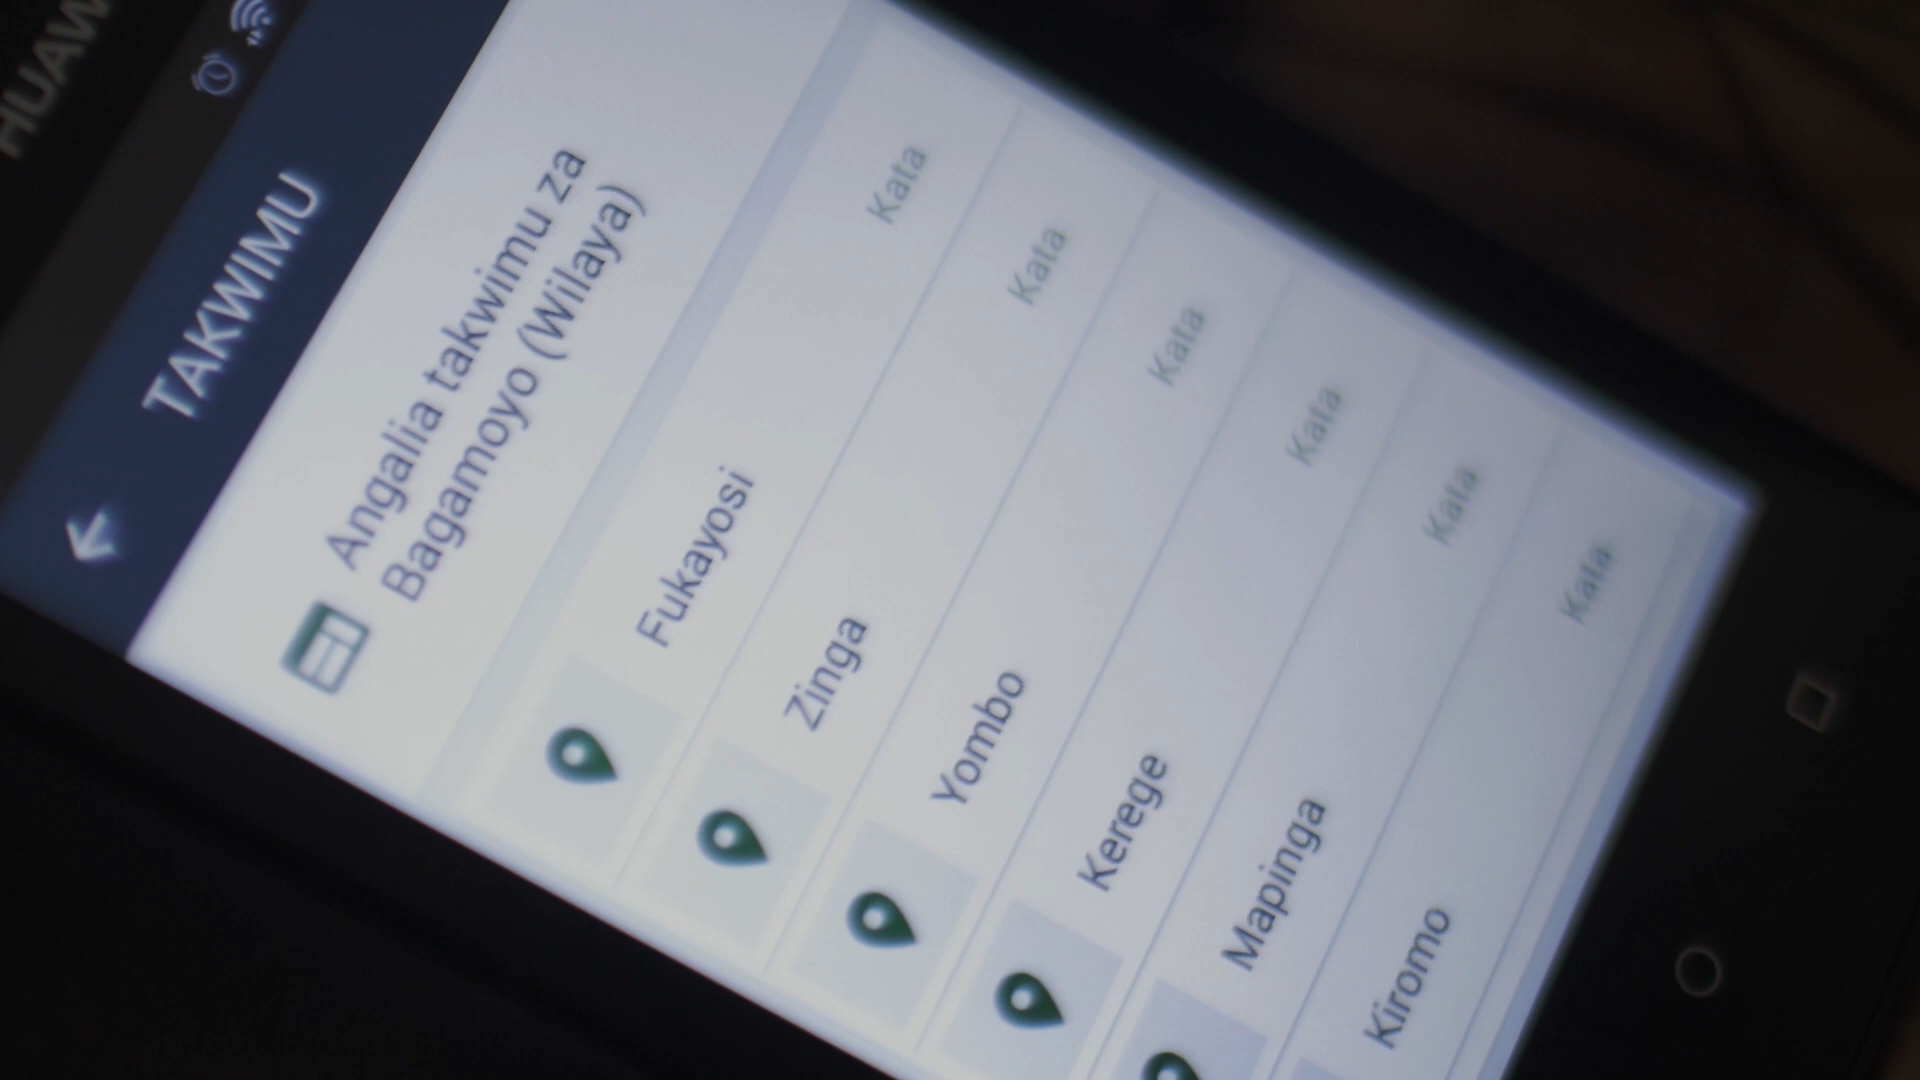 HUAW
TAKWIMU
Angalia takwimu za
Bagamoyo (Wilaya)
Fukayosi Kata
Zinga Kata
Yombo Kata
Kerege Kata
Mapinga Kata
Kiromo Kata